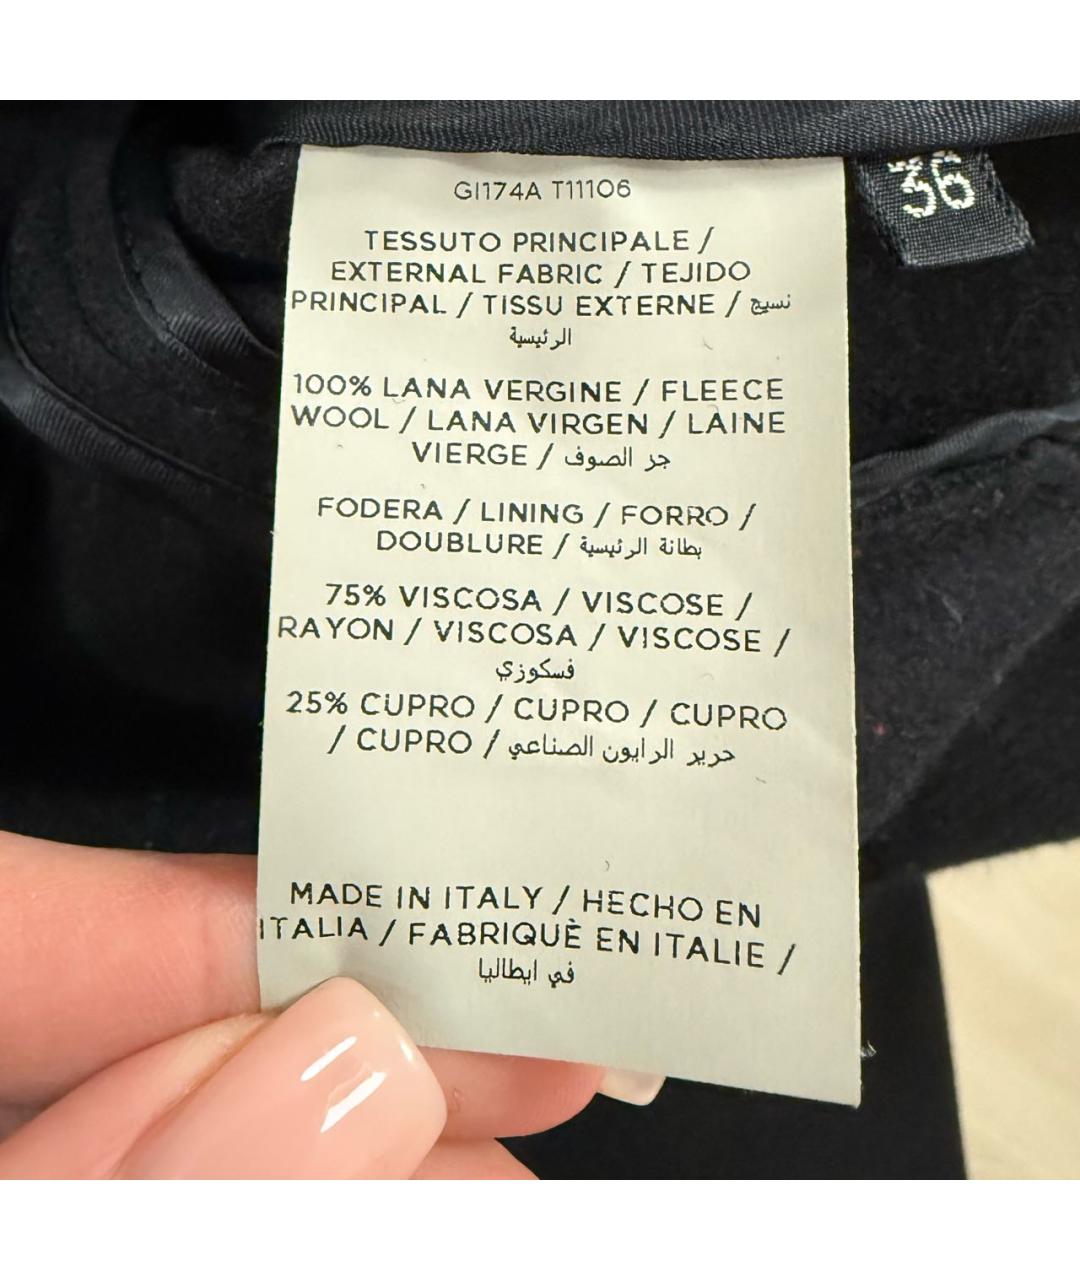 GI174A T11106
36
TESSUTO PRINCIPALE /
EXTERNAL FABRIC / TEJIDO
PRINCIPAL / TISSU EXTERNE / نسيج
الرئيسية
100% LANA VERGINE / FLEECE
WOOL / LANA VIRGEN / LAINE
VIERGE / جز الصوف
FODERA / LINING / FORRO /
DOUBLURE / بطانة الرئيسية
75% VISCOSA / VISCOSE /
RAYON / VISCOSA / VISCOSE /
فسكوزي
25% CUPRO / CUPRO / CUPRO
/ CUPRO / حرير الرايون الصناعي
MADE IN ITALY / HECHO EN
ITALIA / FABRIQUÈ EN ITALIE /
في ايطاليا